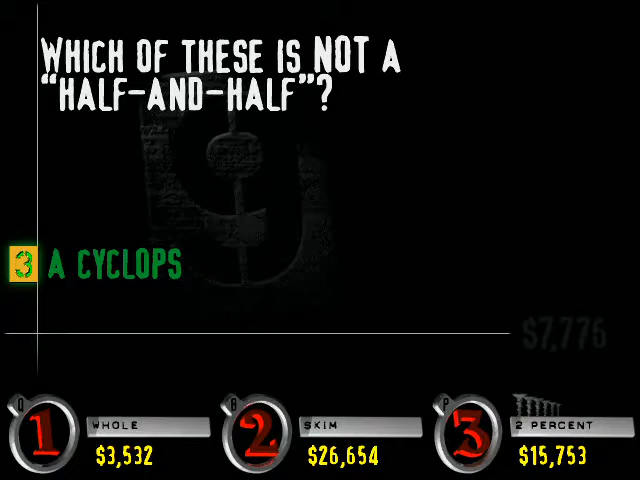 WHICH OF THESE IS NOT A
"HALF-AND-HALF"?
3 A CYCLOPS
$7,776
Q B P
1 WHOLE 2 SKIM 3 2 PERCENT
$3,532 $26,654 $15,753